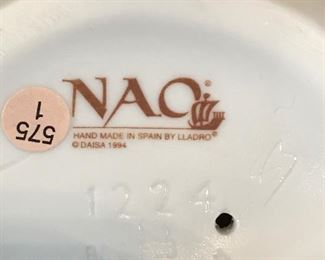 575
1
NAO®
HAND MADE IN SPAIN BY LLADRO®
© DAISA 1994
1224